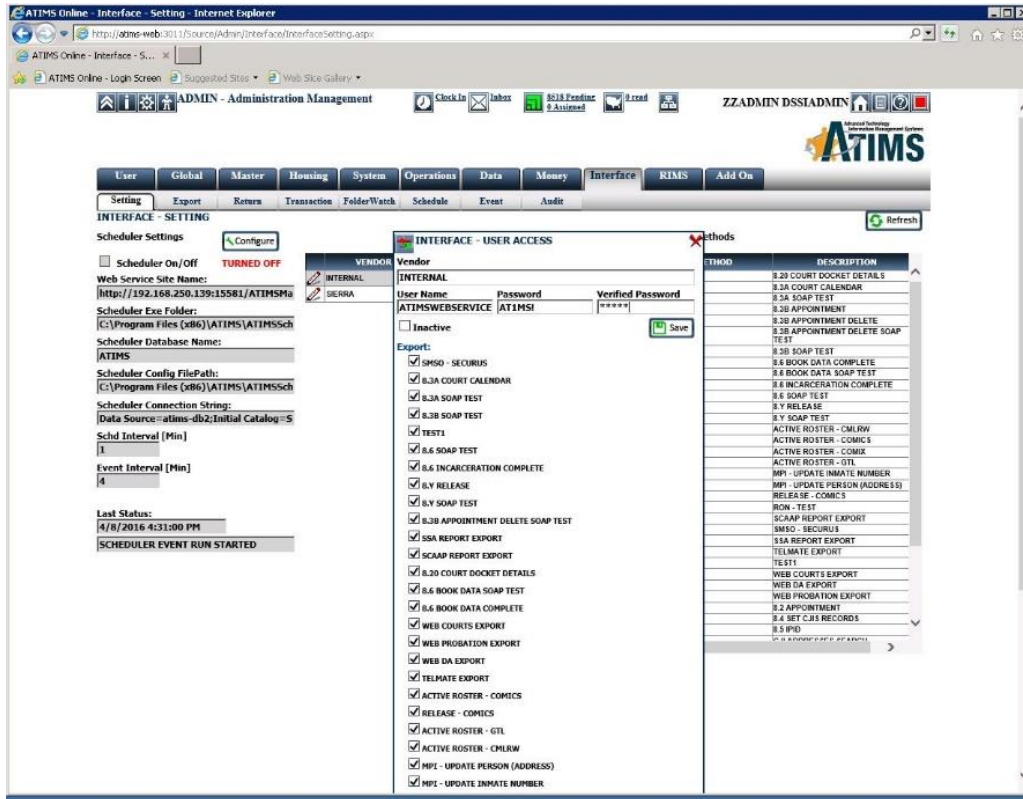 ATIMS Online - Interface - Setting - Internet Explorer
http://atims-web:3011/Source/Admin/Interface/InterfaceSetting.aspx
ATIMS Online - Interface - S...
ATIMS Online - Login Screen Suggested Sites Web Slice Gallery
ADMIN - Administration Management Clock In Inbox 8618 Pending 0 Assigned 0 read ZZADMIN DSSIADMIN
Advanced Technology
Information Management Systems
ATIMS
User Global Master Housing System Operations Data Money Interface RIMS Add On
Setting Export Return Transaction FolderWatch Schedule Event Audit
INTERFACE - SETTING
Refresh
Scheduler Settings
Configure
Scheduler On/Off TURNED OFF
Web Service Site Name:
http://192.168.250.139:15581/ATIMSMa
Scheduler Exe Folder:
C:\Program Files (x86)\ATIMS\ATIMSSch
Scheduler Database Name:
ATIMS
Scheduler Config FilePath:
C:\Program Files (x86)\ATIMS\ATIMSSch
Scheduler Connection String:
Data Source=atims-db2;Initial Catalog=S
Schd Interval [Min]
1
Event Interval [Min]
4
Last Status:
4/8/2016 4:31:00 PM
SCHEDULER EVENT RUN STARTED
VENDOR
INTERNAL
SIERRA
INTERFACE - USER ACCESS
Vendor
INTERNAL
User Name Password Verified Password
ATIMSWEBSERVICE AT1MSI *****
Inactive
Save
Export:
SMSO - SECURUS
8.3A COURT CALENDAR
8.3A SOAP TEST
8.3B SOAP TEST
TEST1
8.6 SOAP TEST
8.6 INCARCERATION COMPLETE
8.Y RELEASE
8.Y SOAP TEST
8.3B APPOINTMENT DELETE SOAP TEST
SSA REPORT EXPORT
SCAAP REPORT EXPORT
8.20 COURT DOCKET DETAILS
8.6 BOOK DATA SOAP TEST
8.6 BOOK DATA COMPLETE
WEB COURTS EXPORT
WEB PROBATION EXPORT
WEB DA EXPORT
TELMATE EXPORT
ACTIVE ROSTER - COMICS
RELEASE - COMICS
ACTIVE ROSTER - GTL
ACTIVE ROSTER - CMLRW
MPI - UPDATE PERSON (ADDRESS)
MPI - UPDATE INMATE NUMBER
ethods
ETHOD DESCRIPTION
8.20 COURT DOCKET DETAILS
8.3A COURT CALENDAR
8.3A SOAP TEST
8.3B APPOINTMENT
8.3B APPOINTMENT DELETE
8.3B APPOINTMENT DELETE SOAP
TEST
8.3B SOAP TEST
8.6 BOOK DATA COMPLETE
8.6 BOOK DATA SOAP TEST
8.6 INCARCERATION COMPLETE
8.6 SOAP TEST
8.Y RELEASE
8.Y SOAP TEST
ACTIVE ROSTER - CMLRW
ACTIVE ROSTER - COMICS
ACTIVE ROSTER - COMIX
ACTIVE ROSTER - GTL
MPI - UPDATE INMATE NUMBER
MPI - UPDATE PERSON (ADDRESS)
RELEASE - COMICS
RON - TEST
SCAAP REPORT EXPORT
SMSO - SECURUS
SSA REPORT EXPORT
TELMATE EXPORT
TEST1
WEB COURTS EXPORT
WEB DA EXPORT
WEB PROBATION EXPORT
8.2 APPOINTMENT
8.4 SET CJIS RECORDS
8.5 IPID